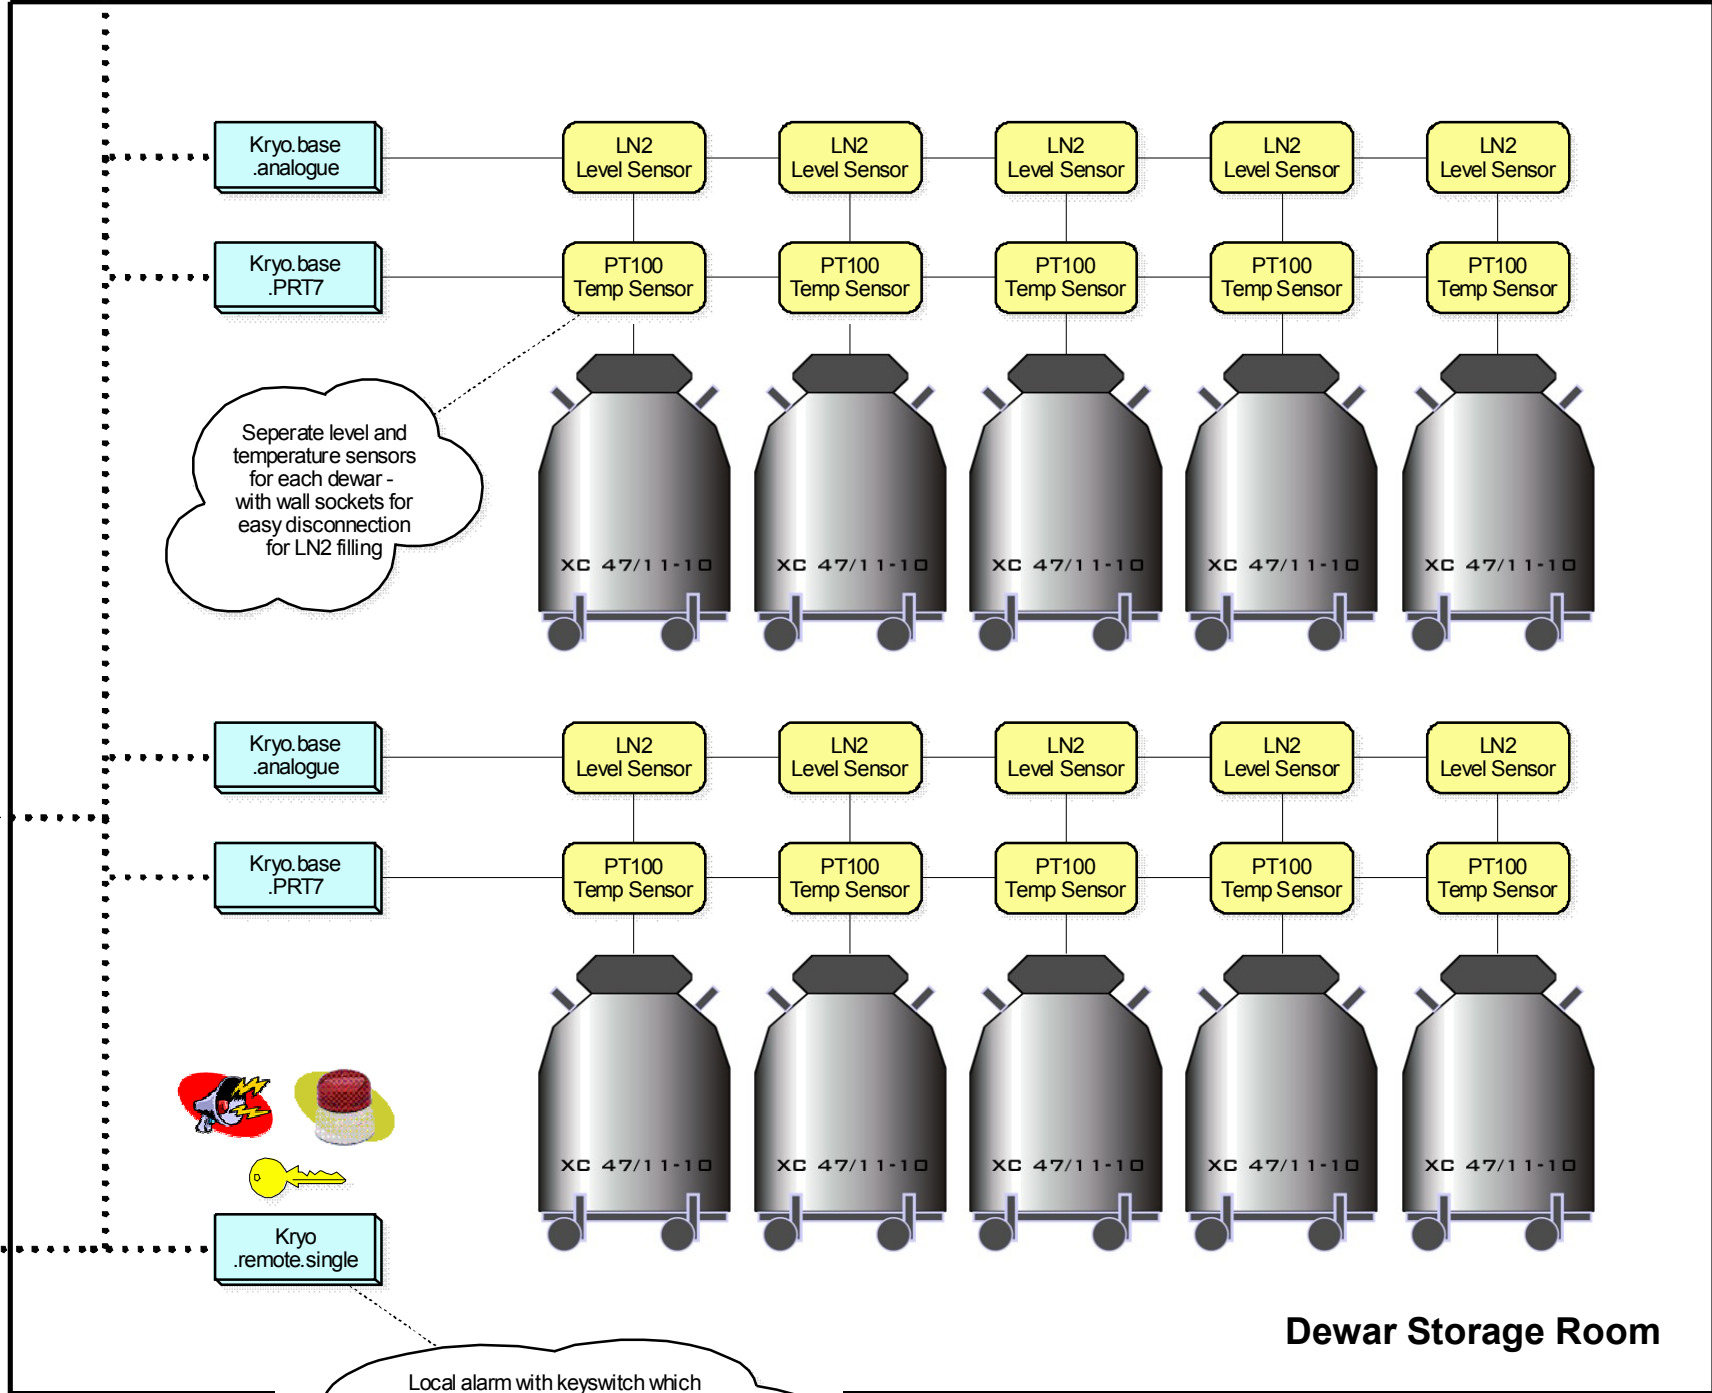 Kryo.base
.analogue
LN2
Level Sensor
LN2
Level Sensor
LN2
Level Sensor
LN2
Level Sensor
LN2
Level Sensor
Kryo.base
.PRT7
PT100
Temp Sensor
PT100
Temp Sensor
PT100
Temp Sensor
PT100
Temp Sensor
PT100
Temp Sensor
Seperate level and
temperature sensors
for each dewar -
with wall sockets for
easy disconnection
for LN2 filling
XC 47/11-10
XC 47/11-10
XC 47/11-10
XC 47/11-10
XC 47/11-10
Kryo.base
.analogue
LN2
Level Sensor
LN2
Level Sensor
LN2
Level Sensor
LN2
Level Sensor
LN2
Level Sensor
Kryo.base
.PRT7
PT100
Temp Sensor
PT100
Temp Sensor
PT100
Temp Sensor
PT100
Temp Sensor
PT100
Temp Sensor
XC 47/11-10
XC 47/11-10
XC 47/11-10
XC 47/11-10
XC 47/11-10
Kryo
.remote.single
Dewar Storage Room
Local alarm with keyswitch which